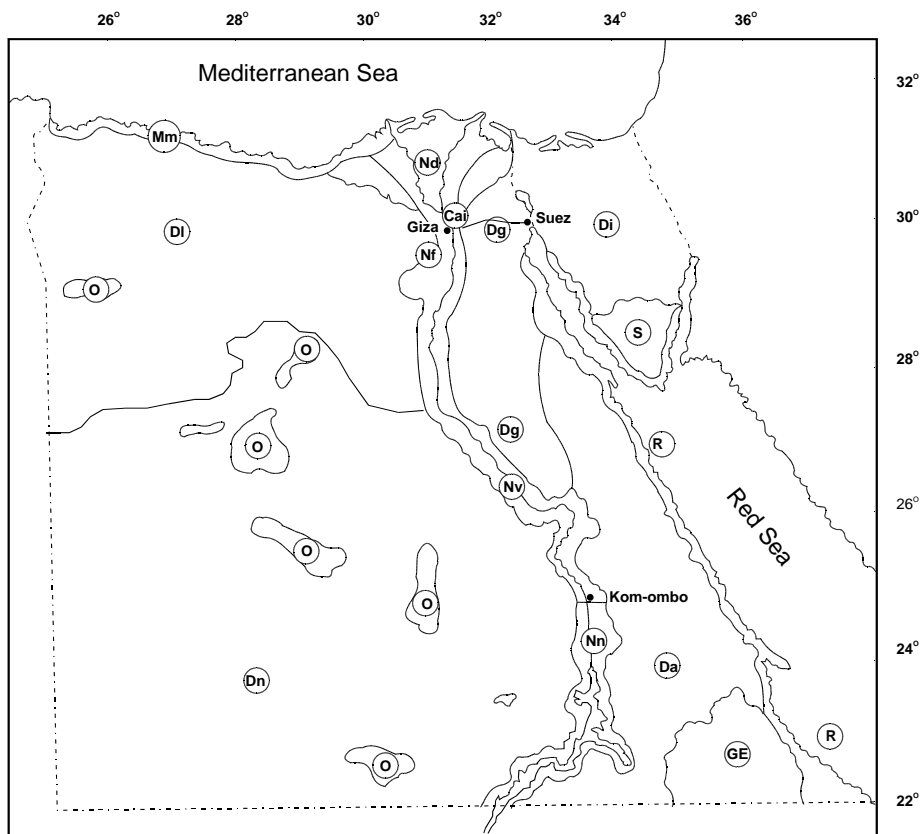 26° 28° 30° 32° 34° 36°
Mediterranean Sea
32°
Mm
Nd
Cai
Suez
30°
Giza
Dg
Di
Dl
Nf
O
S
O
28°
Dg
R
O
Nv
26°
Red Sea
O
O
Kom-ombo
Nn
24°
Da
Dn
R
GE
O
22°